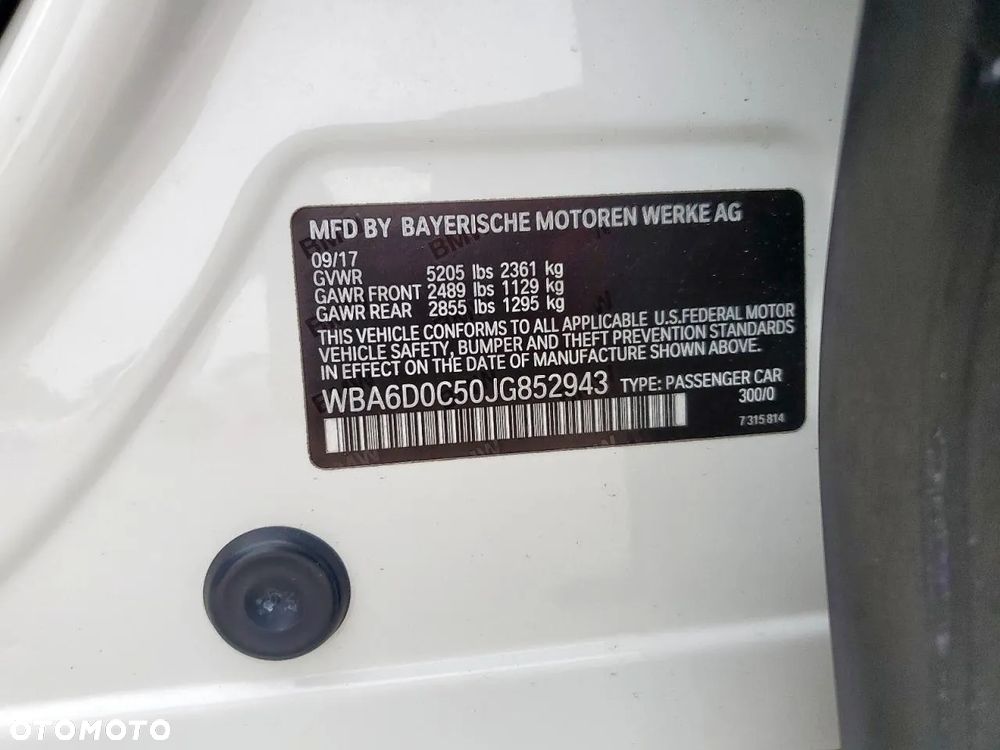 MFD BY BAYERISCHE MOTOREN WERKE AG
09/17
GVWR 5205 lbs 2361 kg
GAWR FRONT 2489 lbs 1129 kg
GAWR REAR 2855 lbs 1295 kg
THIS VEHICLE CONFORMS TO ALL APPLICABLE U.S.FEDERAL MOTOR
VEHICLE SAFETY, BUMPER AND THEFT PREVENTION STANDARDS
IN EFFECT ON THE DATE OF MANUFACTURE SHOWN ABOVE.
WBA6D0C50JG852943 TYPE: PASSENGER CAR
300/0
7 315 814
OTOMOTO